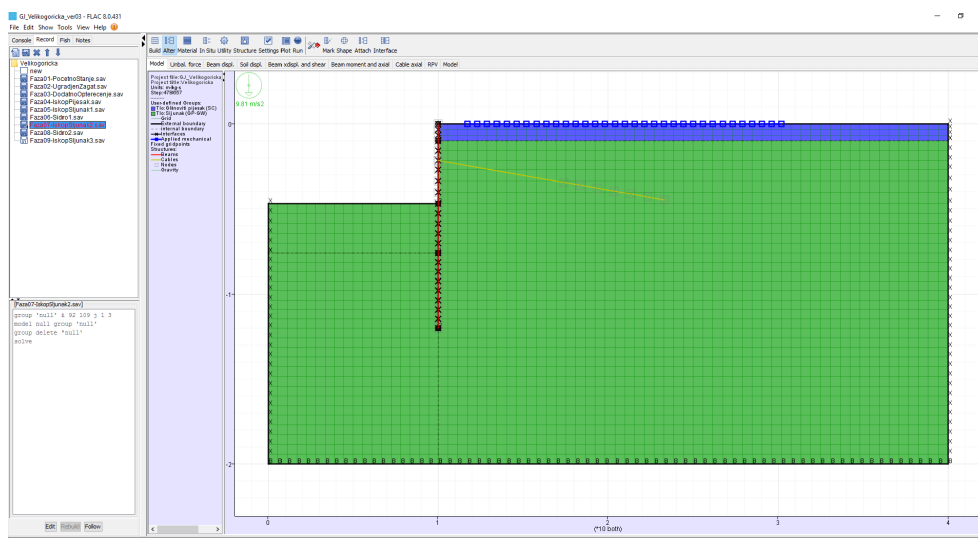 GJ_Velikogoricka_ver03 - FLAC 8.0.431
File Edit Show Tools View Help
Console Record Fish Notes
Build Alter Material In Situ Utility Structure Settings Plot Run Mark Shape Attach Interface
Model Unbal. force Beam displ. Soil displ. Beam xdispl. and shear Beam moment and axial Cable axial RPV Model
Velikogoricka
new
Faza01-PocetnoStanje.sav
Faza02-UgradjenZagat.sav
Faza03-DodatnoOpterecenje.sav
Faza04-IskopPijesak.sav
Faza05-IskopSljunak1.sav
Faza06-Sidro1.sav
Faza07-IskopSljunak2.sav
Faza08-Sidro2.sav
Faza09-IskopSljunak3.sav
[Faza07-IskopSljunak2.sav]
group 'null' i 92 109 j 1 3
model null group 'null'
group delete 'null'
solve
Edit Rebuild Follow
Project file:GJ_Velikogoricka_
Project title:Velikogoricka
Units: m-kg-s
User-defined Groups:
Tlo:Glinoviti pijesak (SC)
Tlo:Sljunak (GP-GW)
Grid
External boundary
internal boundary
Interfaces
Applied mechanical
Fixed gridpoints
Structures:
Beams
Cables
Nodes
Gravity
9.81 m/s2
0
-1
-2
0 1 2 3 4
(*10 both)